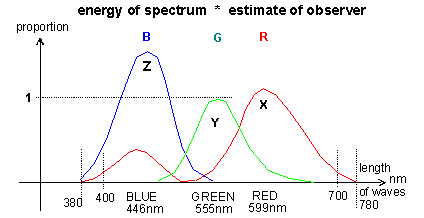 energy of spectrum * estimate of observer
proportion
B G R
Z
1
Y X
length
nm
of waves
380 400 BLUE GREEN RED 700 780
446nm 555nm 599nm